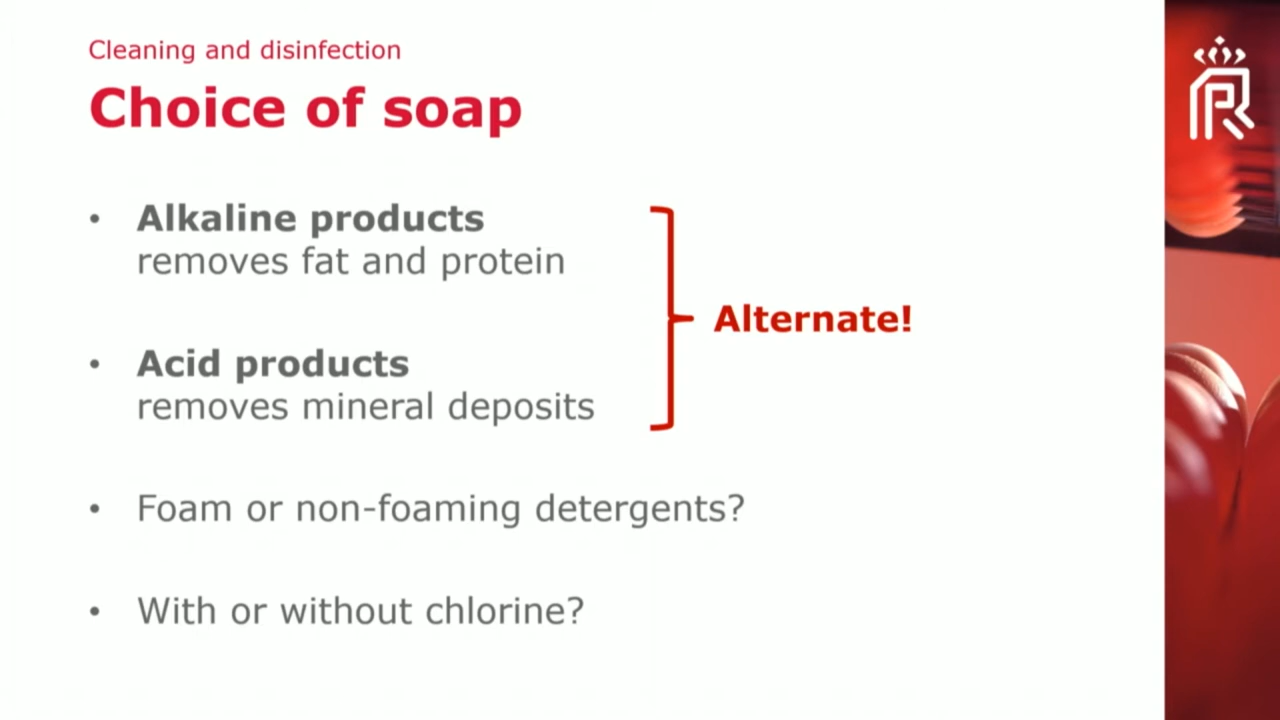 Cleaning and disinfection
Choice of soap
• Alkaline products
removes fat and protein
Alternate!
• Acid products
removes mineral deposits
• Foam or non-foaming detergents?
• With or without chlorine?